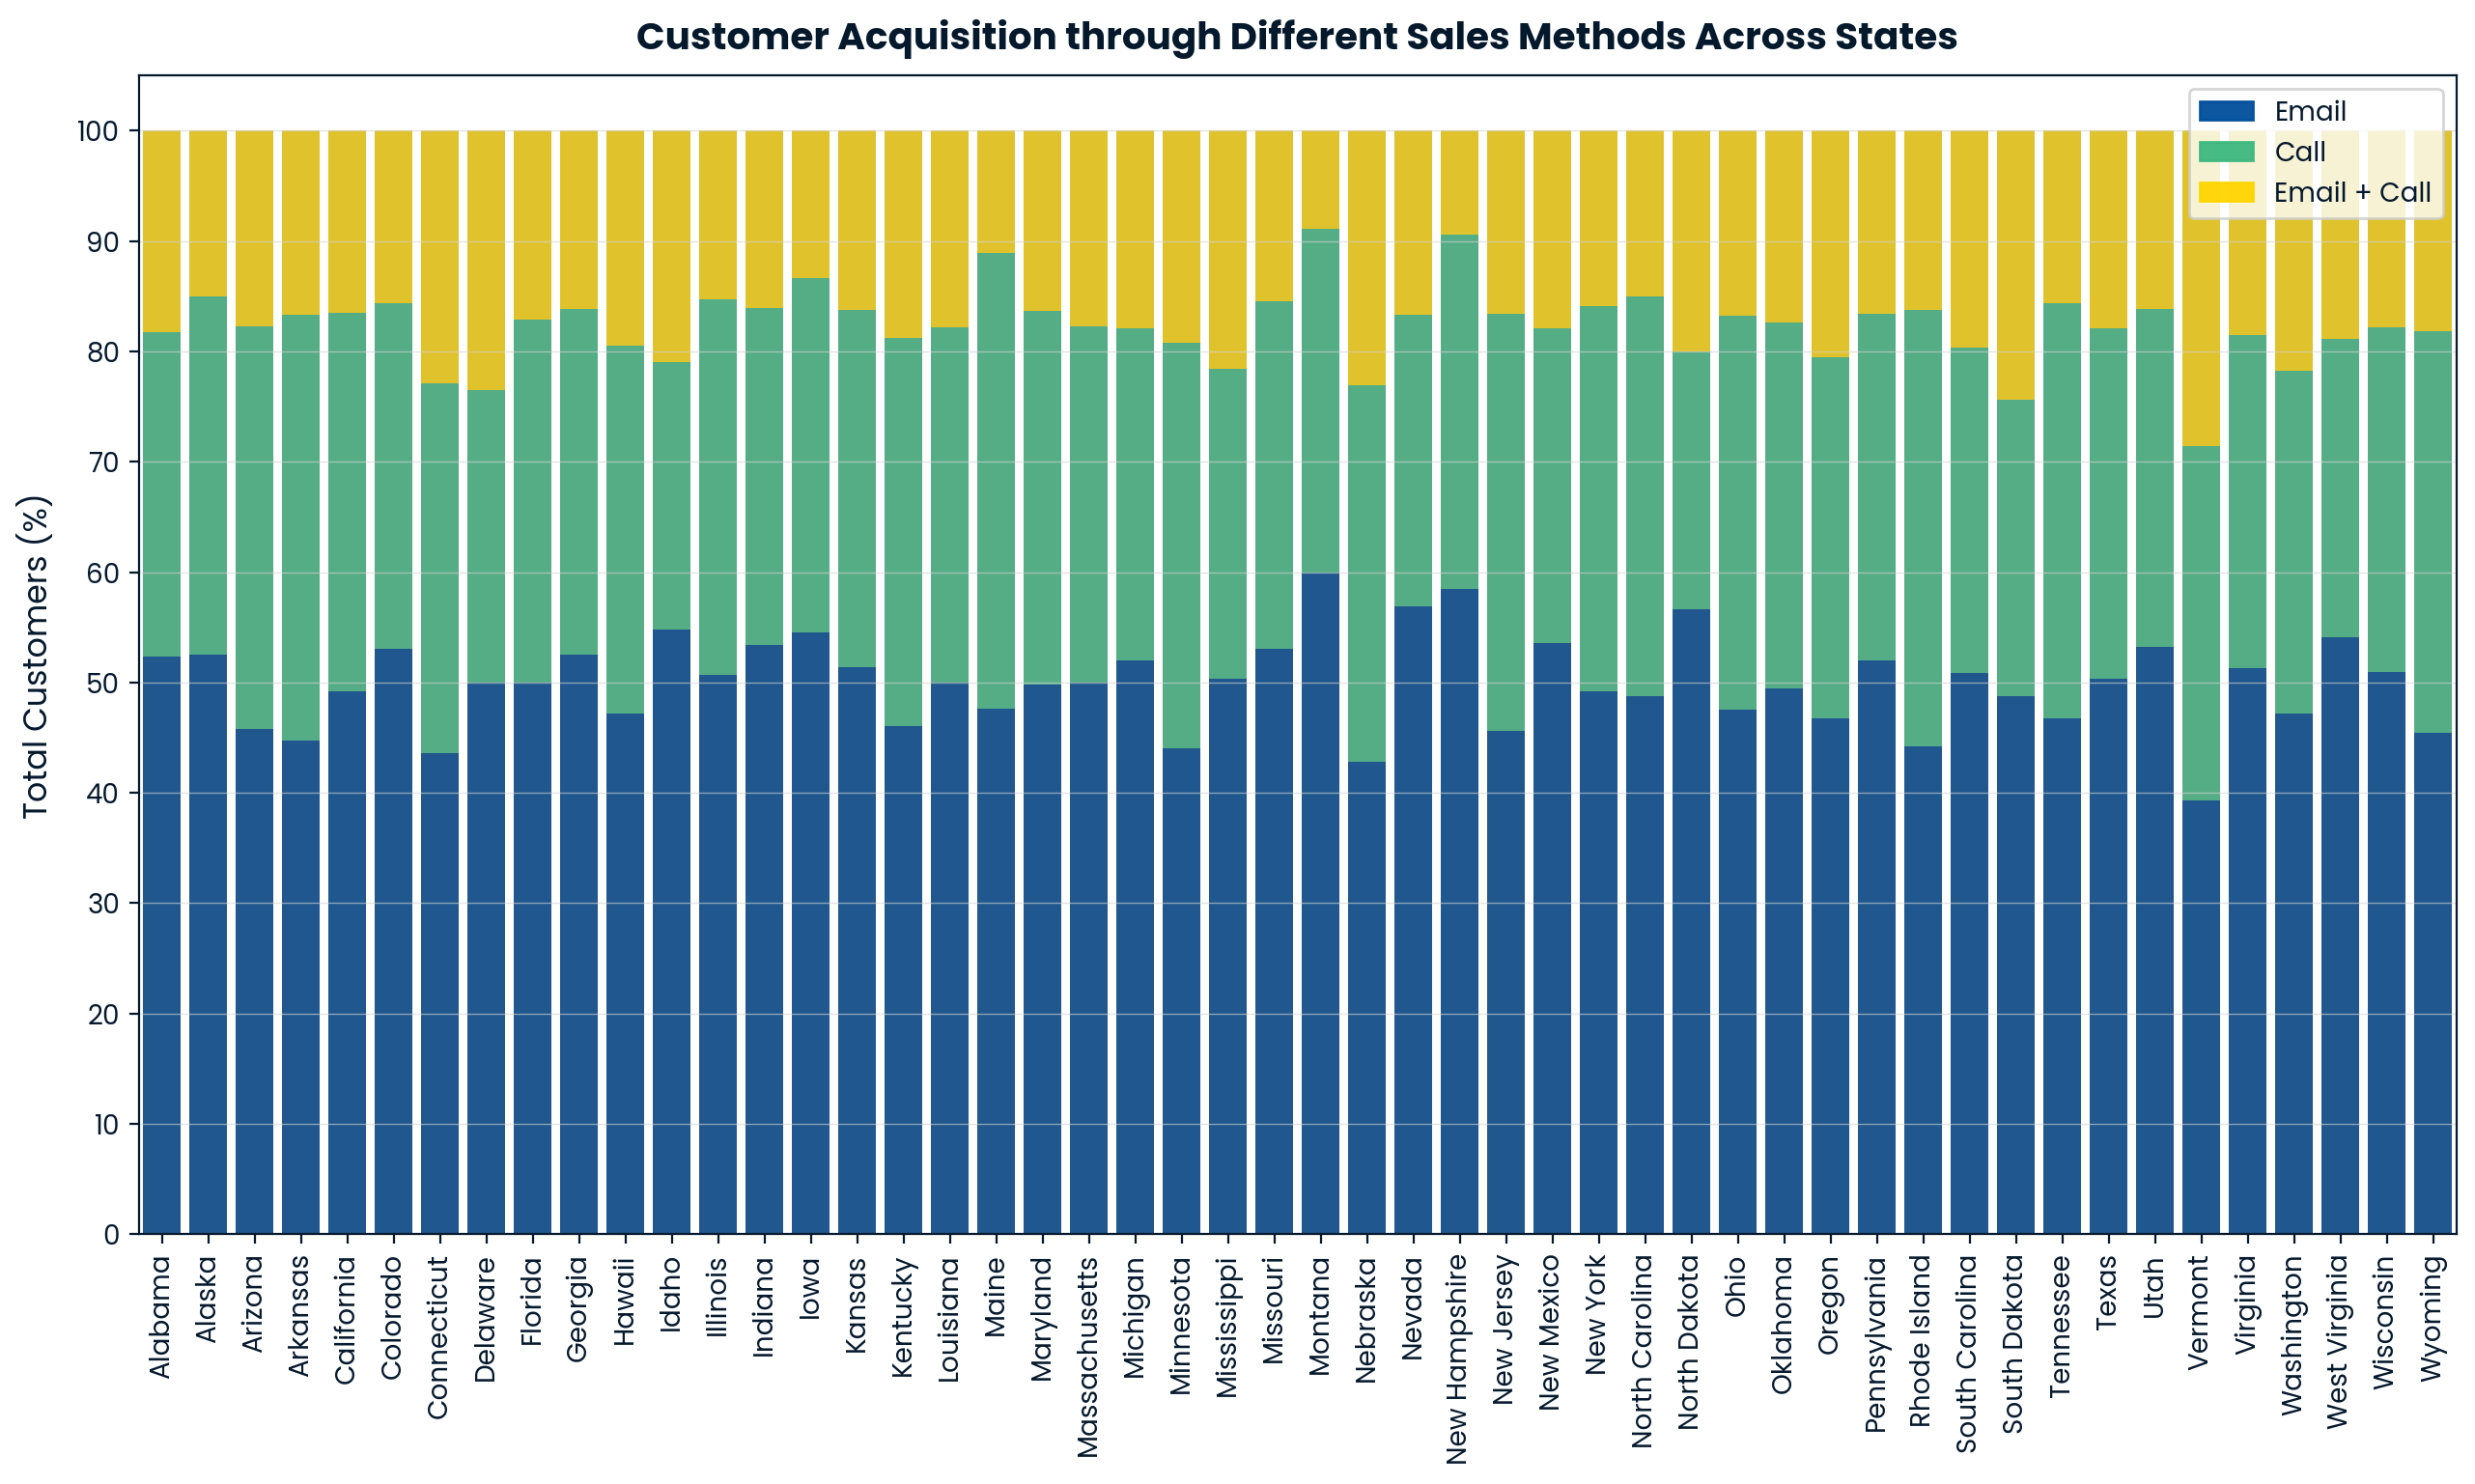 Customer Acquisition through Different Sales Methods Across States
Email
Call
Email + Call
Total Customers (%)
100
90
80
70
60
50
40
30
20
10
0
Alabama
Alaska
Arizona
Arkansas
California
Colorado
Connecticut
Delaware
Florida
Georgia
Hawaii
Idaho
Illinois
Indiana
Iowa
Kansas
Kentucky
Louisiana
Maine
Maryland
Massachusetts
Michigan
Minnesota
Mississippi
Missouri
Montana
Nebraska
Nevada
New Hampshire
New Jersey
New Mexico
New York
North Carolina
North Dakota
Ohio
Oklahoma
Oregon
Pennsylvania
Rhode Island
South Carolina
South Dakota
Tennessee
Texas
Utah
Vermont
Virginia
Washington
West Virginia
Wisconsin
Wyoming